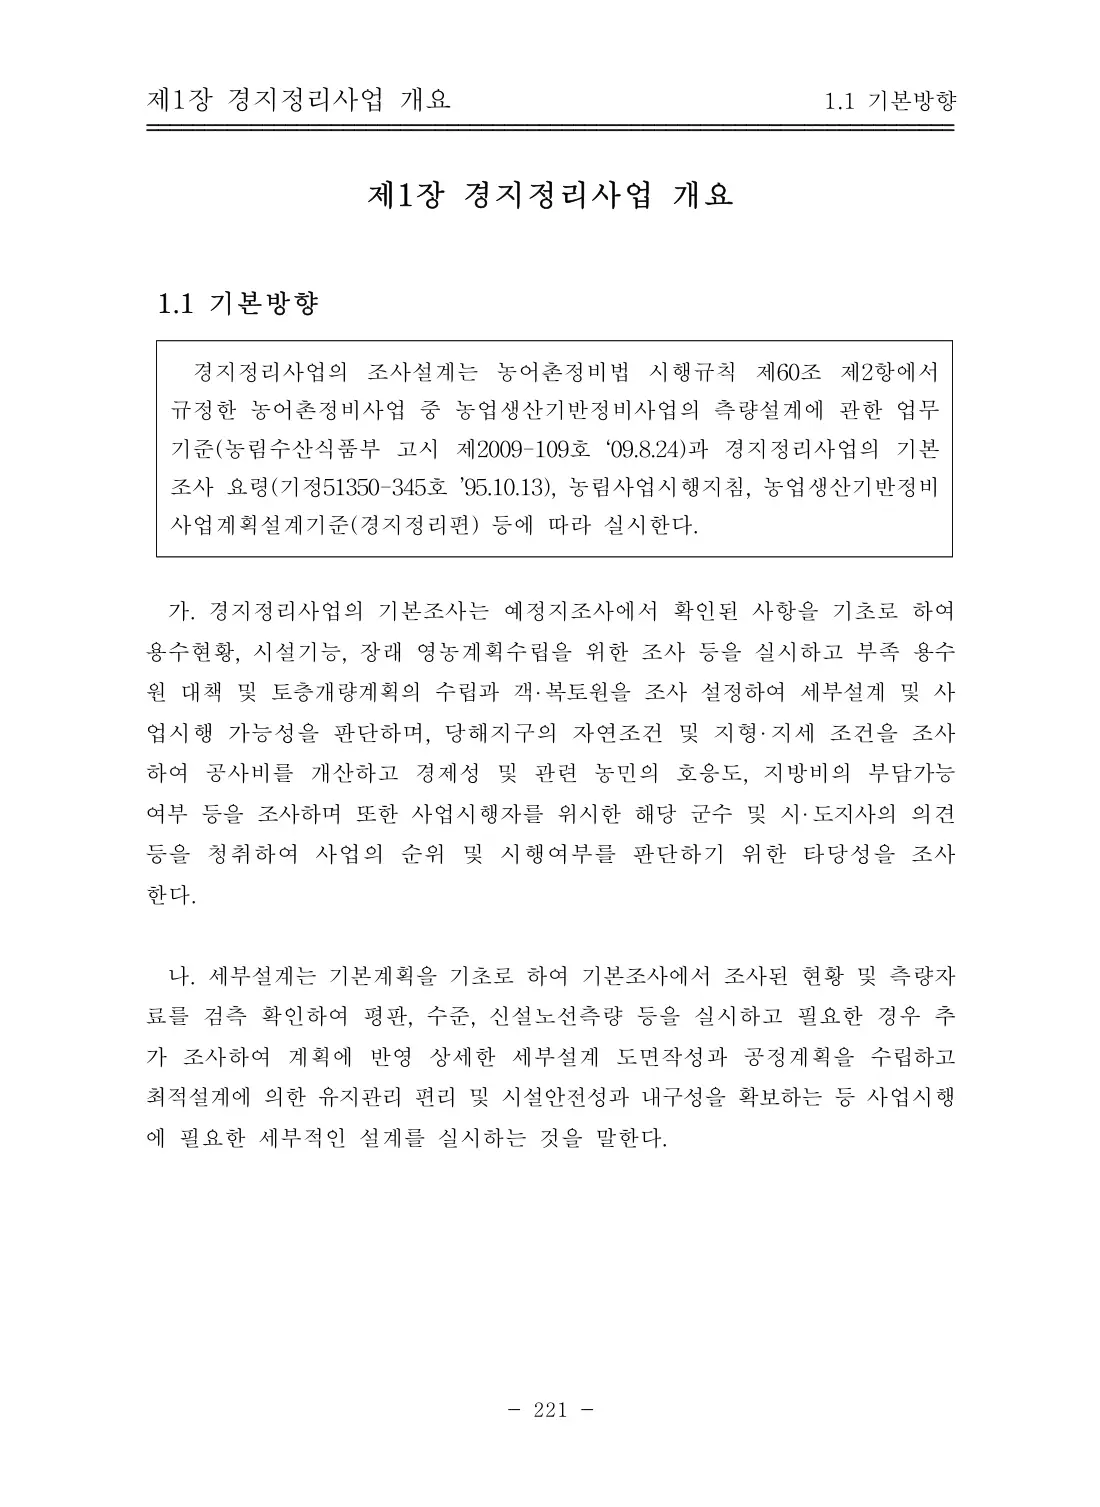 제1장 경지정리사업 개요 1.1 기본방향
제1장 경지정리사업 개요
1.1 기본방향
경지정리사업의 조사설계는 농어촌정비법 시행규칙 제60조 제2항에서
규정한 농어촌정비사업 중 농업생산기반정비사업의 측량설계에 관한 업무
기준(농림수산식품부 고시 제2009-109호 ‘09.8.24)과 경지정리사업의 기본
조사 요령(기정51350-345호 ’95.10.13), 농림사업시행지침, 농업생산기반정비
사업계획설계기준(경지정리편) 등에 따라 실시한다.
가. 경지정리사업의 기본조사는 예정지조사에서 확인된 사항을 기초로 하여
용수현황, 시설기능, 장래 영농계획수립을 위한 조사 등을 실시하고 부족 용수
원 대책 및 토층개량계획의 수립과 객·복토원을 조사 설정하여 세부설계 및 사
업시행 가능성을 판단하며, 당해지구의 자연조건 및 지형·지세 조건을 조사
하여 공사비를 개산하고 경제성 및 관련 농민의 호응도, 지방비의 부담가능
여부 등을 조사하며 또한 사업시행자를 위시한 해당 군수 및 시·도지사의 의견
등을 청취하여 사업의 순위 및 시행여부를 판단하기 위한 타당성을 조사
한다.
나. 세부설계는 기본계획을 기초로 하여 기본조사에서 조사된 현황 및 측량자
료를 검측 확인하여 평판, 수준, 신설노선측량 등을 실시하고 필요한 경우 추
가 조사하여 계획에 반영 상세한 세부설계 도면작성과 공정계획을 수립하고
최적설계에 의한 유지관리 편리 및 시설안전성과 내구성을 확보하는 등 사업시행
에 필요한 세부적인 설계를 실시하는 것을 말한다.
- 221 -